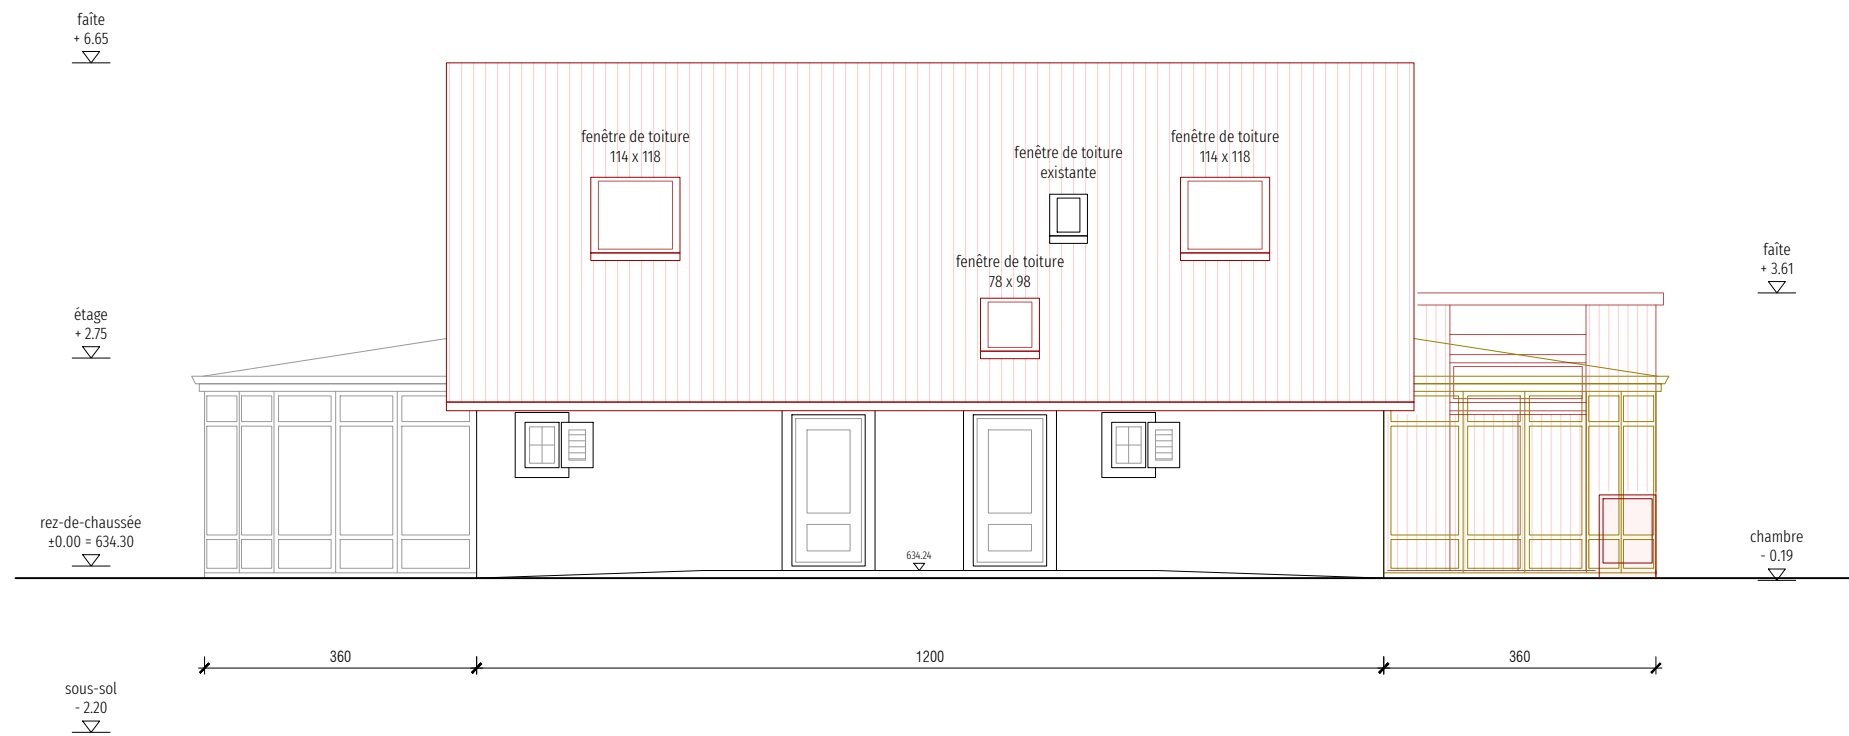 faîte
+ 6.65
fenêtre de toiture
114 x 118
fenêtre de toiture
existante
fenêtre de toiture
114 x 118
fenêtre de toiture
78 x 98
faîte
+ 3.61
étage
+ 2.75
rez-de-chaussée
±0.00 = 634.30
634.24
chambre
- 0.19
360
1200
360
sous-sol
- 2.20